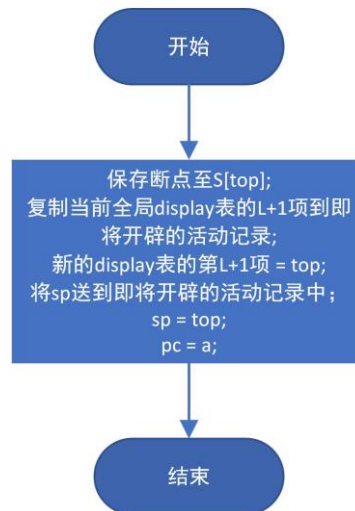 开始
保存断点至S[top];
复制当前全局display表的L+1项到即
将开辟的活动记录;
新的display表的第L+1项 = top;
将sp送到即将开辟的活动记录中；
sp = top;
pc = a;
结束